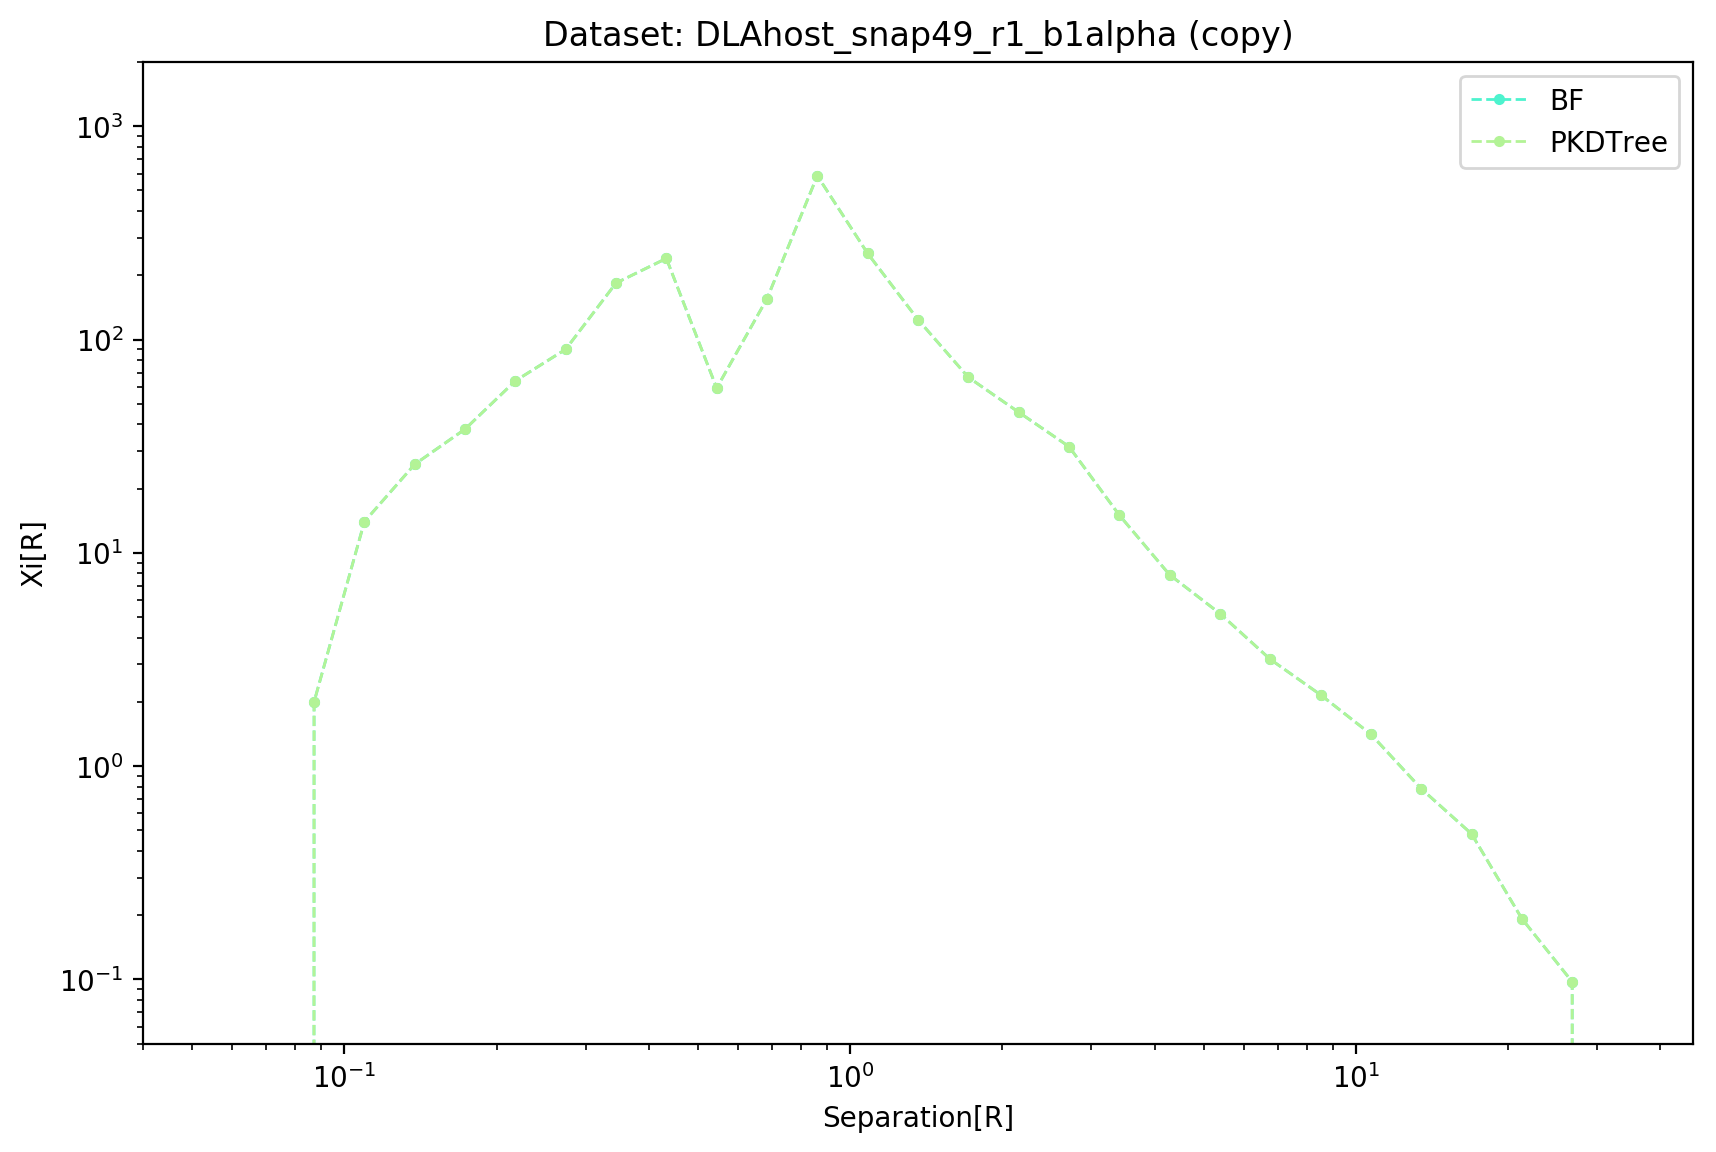 Dataset: DLAhost_snap49_r1_b1alpha (copy)
BF
PKDTree
10³
10²
10¹
10⁰
10⁻¹
Xi[R]
10⁻¹
10⁰
10¹
Separation[R]